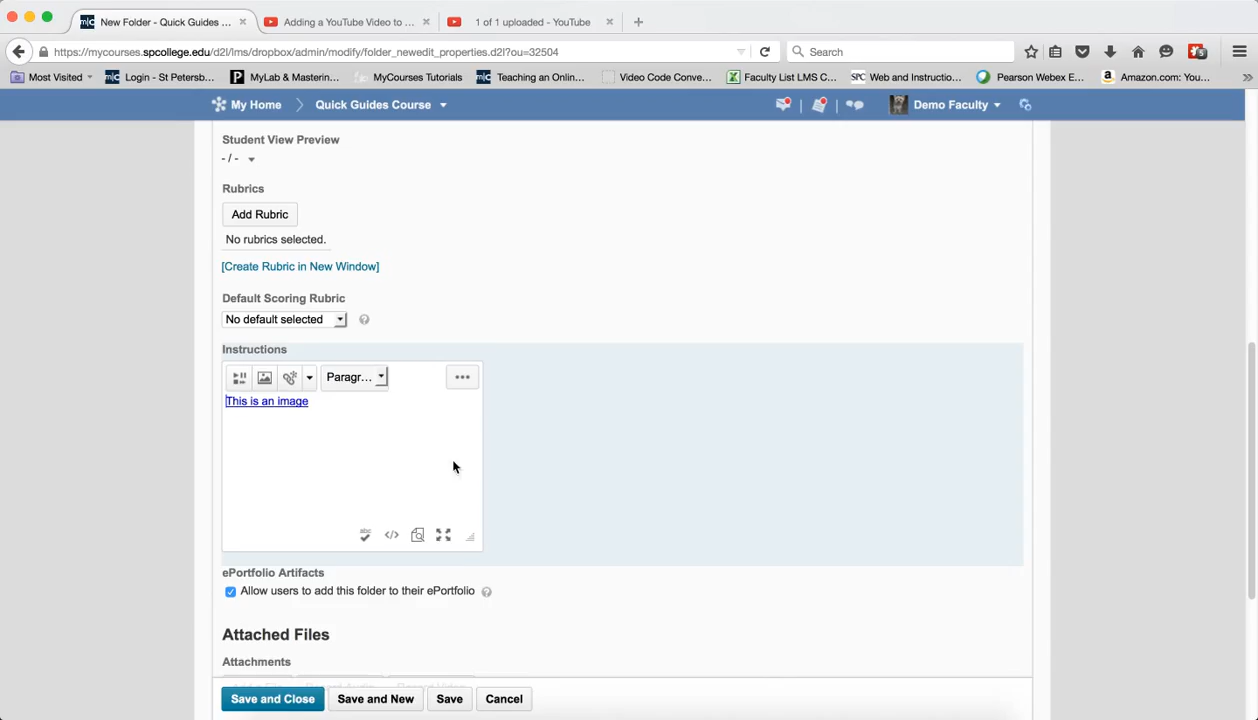 New Folder - Quick Guides ... × Adding a YouTube Video to ... × 1 of 1 uploaded - YouTube × +
https://mycourses.spcollege.edu/d2l/lms/dropbox/admin/modify/folder_newedit_properties.d2l?ou=32504 Search
Most Visited Login - St Petersb... MyLab & Mastering... MyCourses Tutorials Teaching an Online... Video Code Conve... Faculty List LMS C... SPC Web and Instructio... Pearson Webex E... Amazon.com: You... »
My Home Quick Guides Course Demo Faculty
Student View Preview
- / -
Rubrics
Add Rubric
No rubrics selected.
[Create Rubric in New Window]
Default Scoring Rubric
No default selected
Instructions
Paragr...
This is an image
abc </>
ePortfolio Artifacts
Allow users to add this folder to their ePortfolio
Attached Files
Attachments
Save and Close Save and New Save Cancel